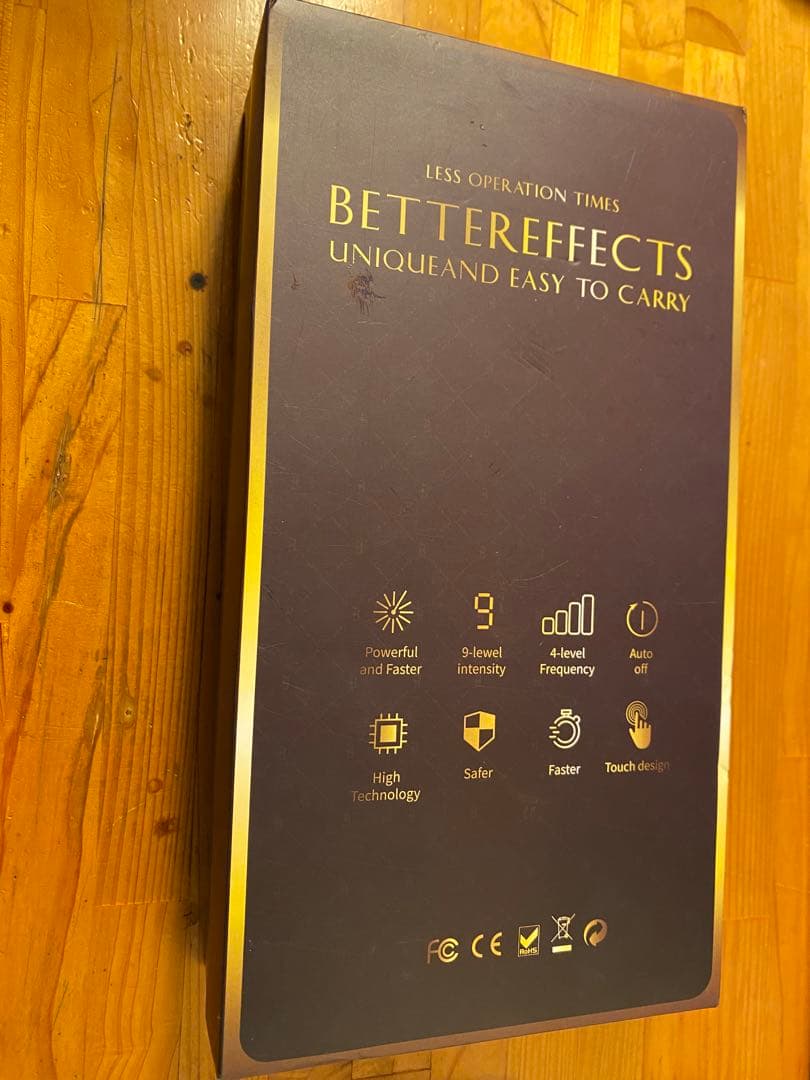 LESS OPERATION TIMES
BETTEREFFECTS
UNIQUEAND EASY TO CARRY
9
Powerful
and Faster
9-lewel
intensity
4-level
Frequency
Auto
off
High
Technology
Safer
Faster
Touch design
FC CE RoHS